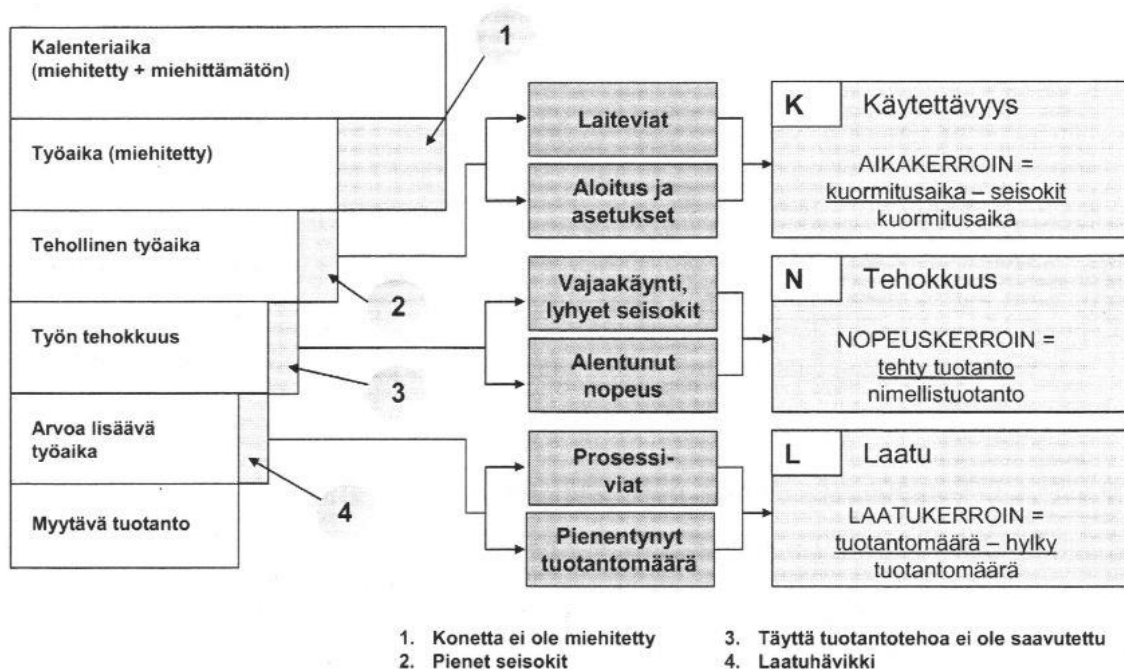 Kalenteriaika
(miehitetty + miehittämätön)
Työaika (miehitetty)
Tehollinen työaika
Työn tehokkuus
Arvoa lisäävä
työaika
Myytävä tuotanto
1
2
3
4
Laiteviat
Aloitus ja
asetukset
Vajaakäynti,
lyhyet seisokit
Alentunut
nopeus
Prosessi-
viat
Pienentynyt
tuotantomäärä
K Käytettävyys
AIKAKERROIN =
kuormitusaika – seisokit
kuormitusaika
N Tehokkuus
NOPEUSKERROIN =
tehty tuotanto
nimellistuotanto
L Laatu
LAATUKERROIN =
tuotantomäärä – hylky
tuotantomäärä
1. Konetta ei ole miehitetty
2. Pienet seisokit
3. Täyttä tuotantotehoa ei ole saavutettu
4. Laatuhävikki